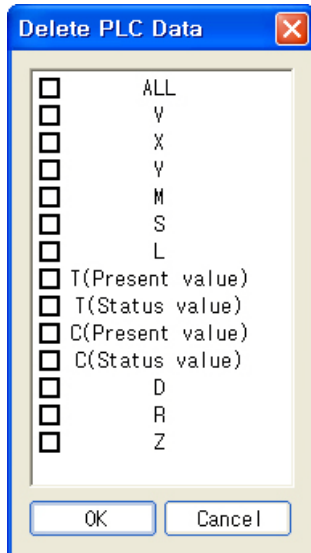 Delete PLC Data
ALL
V
X
Y
M
S
L
T(Present value)
T(Status value)
C(Present value)
C(Status value)
D
R
Z
OK Cancel